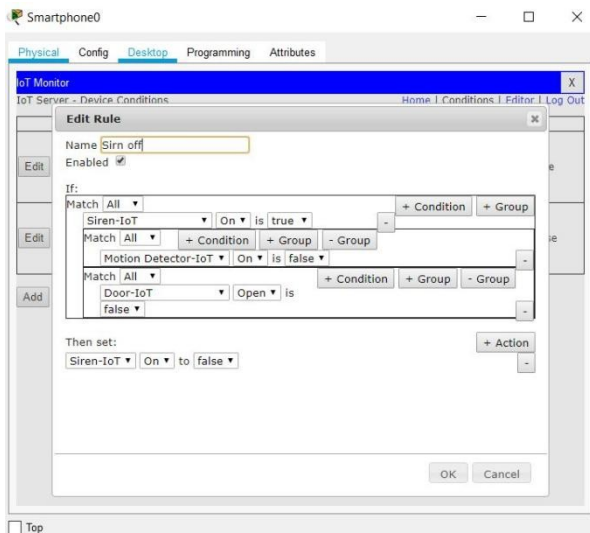 Smartphone0
Physical Config Desktop Programming Attributes
IoT Monitor X
IoT Server - Device Conditions Home | Conditions | Editor | Log Out
Edit Rule
Name Sirn off
Enabled
Edit e
If:
Match All + Condition + Group
Siren-IoT On is true -
Edit Match All + Condition + Group - Group se
Motion Detector-IoT On is false -
Match All + Condition + Group - Group
Add Door-IoT Open is
false -
Then set: + Action
Siren-IoT On to false -
OK Cancel
Top